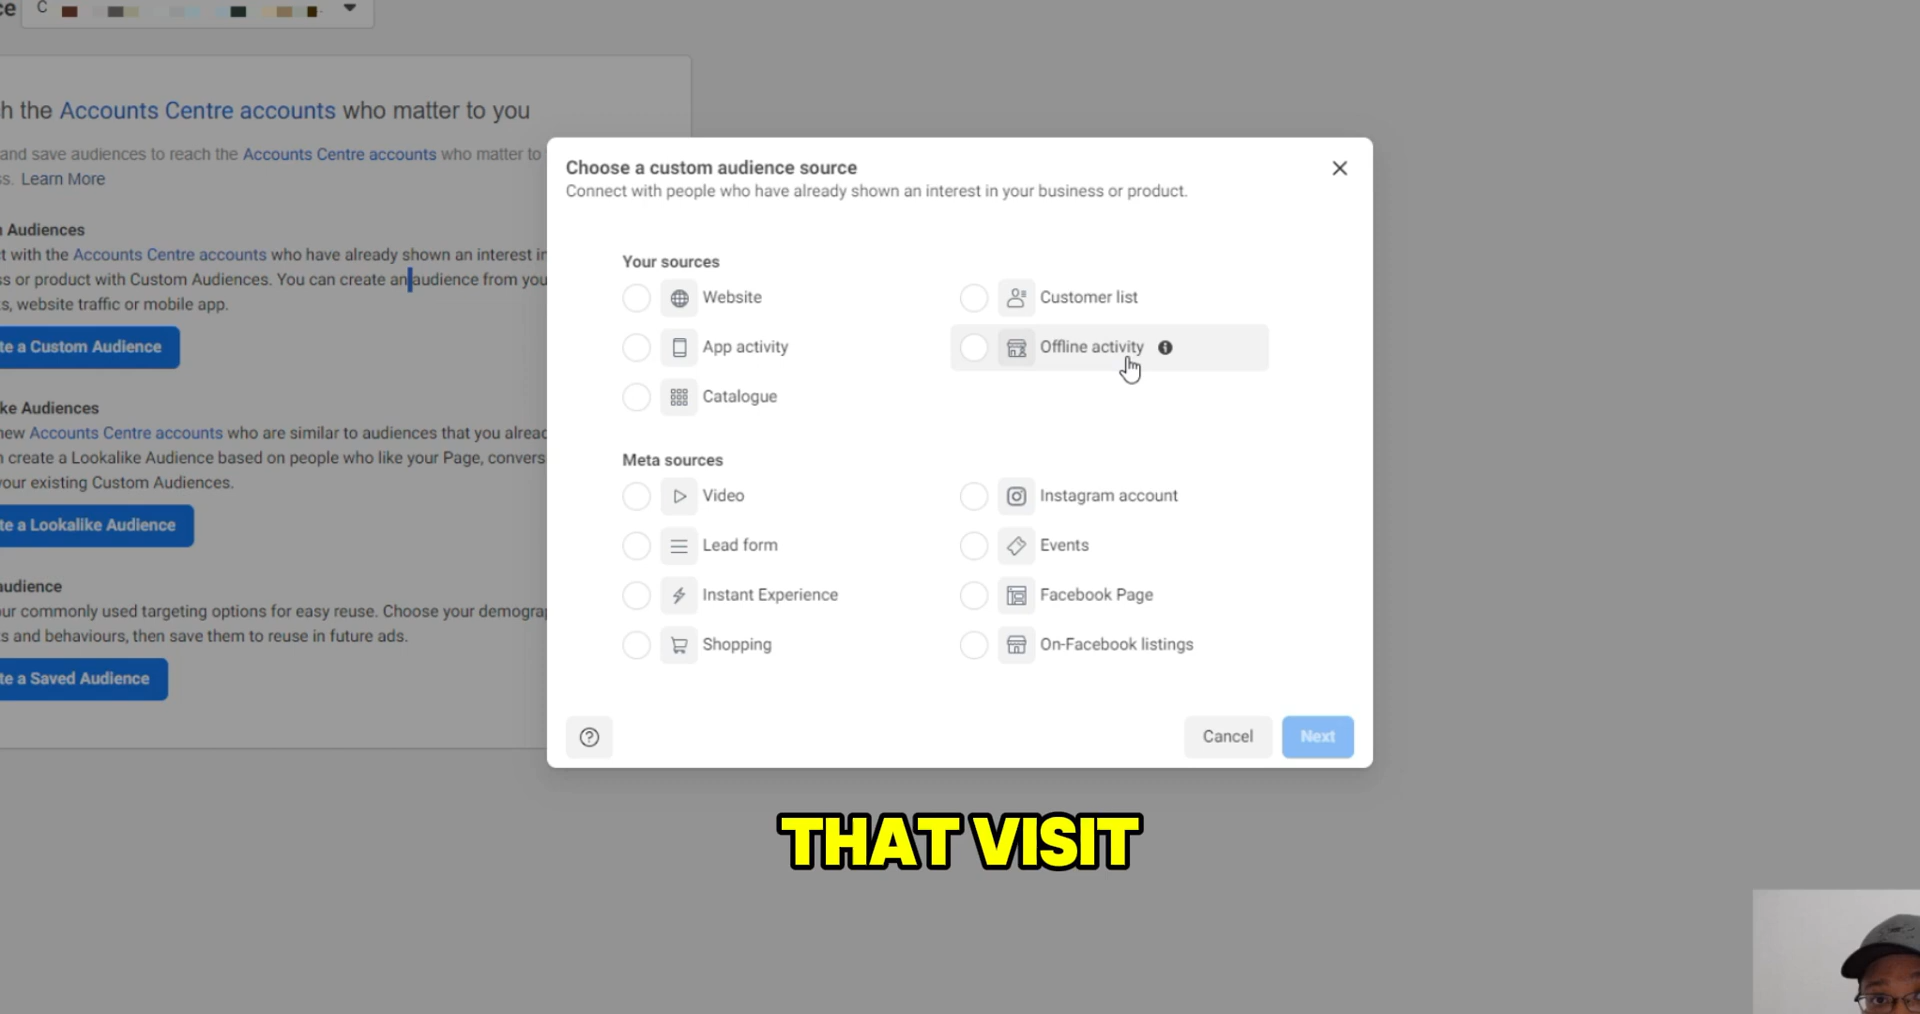 ce C
h the Accounts Centre accounts who matter to you
and save audiences to reach the Accounts Centre accounts who matter to
s. Learn More
Audiences
t with the Accounts Centre accounts who have already shown an interest in
ss or product with Custom Audiences. You can create an audience from you
s, website traffic or mobile app.
te a Custom Audience
ke Audiences
new Accounts Centre accounts who are similar to audiences that you alread
n create a Lookalike Audience based on people who like your Page, convers
your existing Custom Audiences.
te a Lookalike Audience
audience
ur commonly used targeting options for easy reuse. Choose your demograp
s and behaviours, then save them to reuse in future ads.
te a Saved Audience
Choose a custom audience source
Connect with people who have already shown an interest in your business or product.
Your sources
Website
Customer list
App activity
Offline activity
Catalogue
Meta sources
Video
Instagram account
Lead form
Events
Instant Experience
Facebook Page
Shopping
On-Facebook listings
Cancel
Next
THAT VISIT